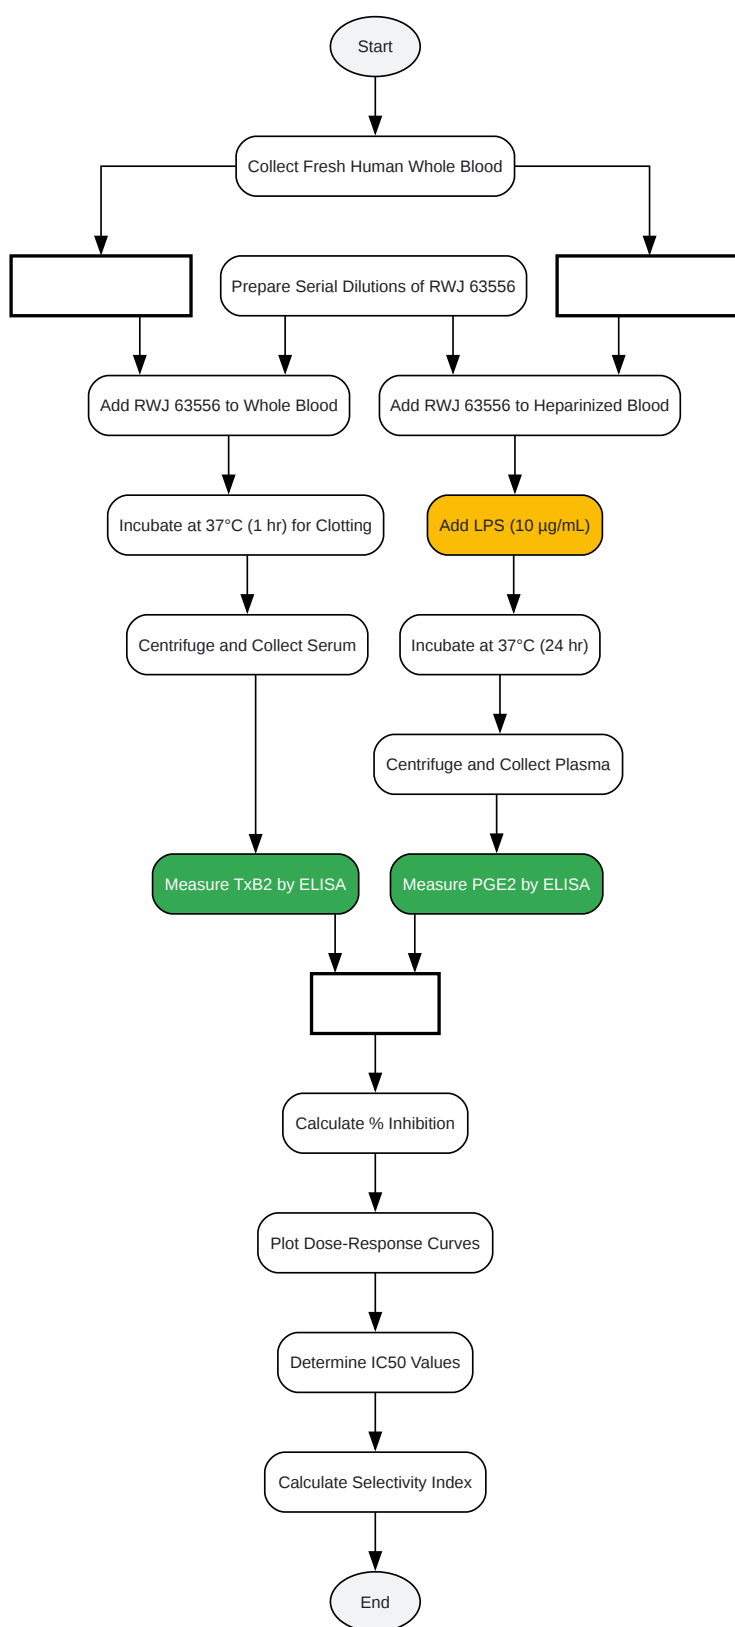 Start
Collect Fresh Human Whole Blood
Prepare Serial Dilutions of RWJ 63556
Add RWJ 63556 to Whole Blood
Add RWJ 63556 to Heparinized Blood
Incubate at 37°C (1 hr) for Clotting
Add LPS (10 µg/mL)
Centrifuge and Collect Serum
Incubate at 37°C (24 hr)
Centrifuge and Collect Plasma
Measure TxB2 by ELISA
Measure PGE2 by ELISA
Calculate % Inhibition
Plot Dose-Response Curves
Determine IC50 Values
Calculate Selectivity Index
End